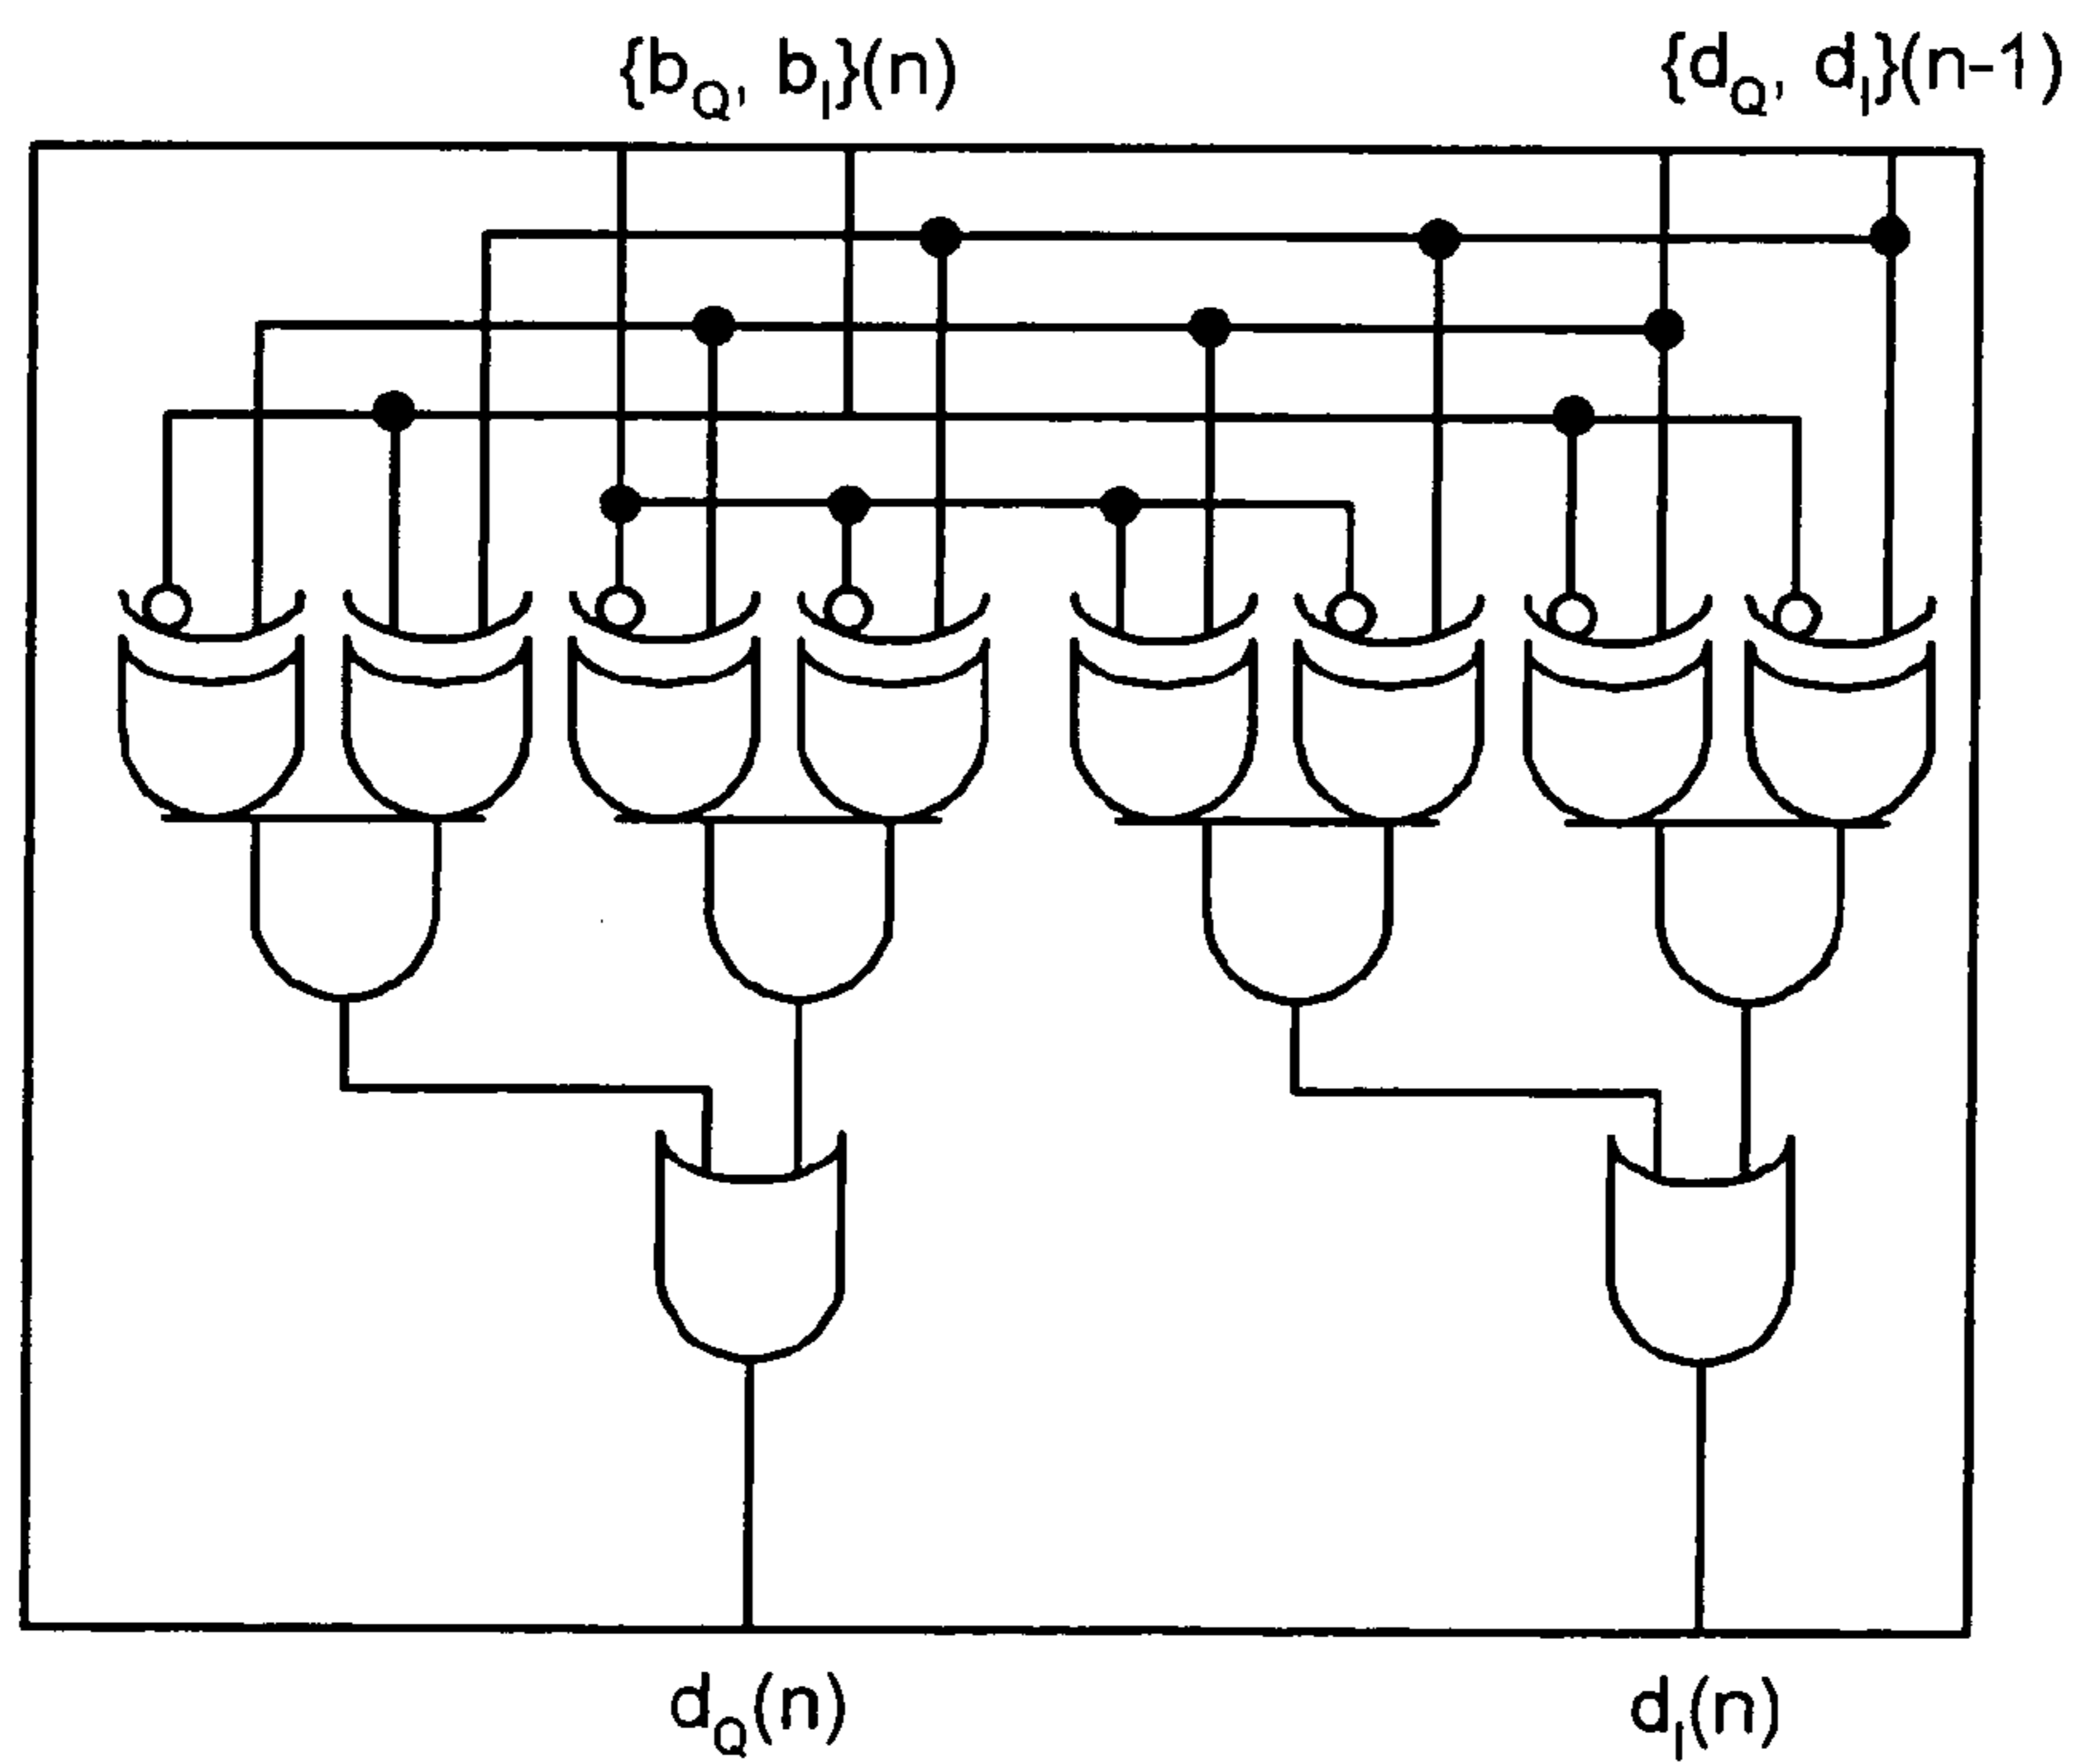 {b_Q, b_I}(n) {d_Q, d_I}(n-1)
d_Q(n) d_I(n)